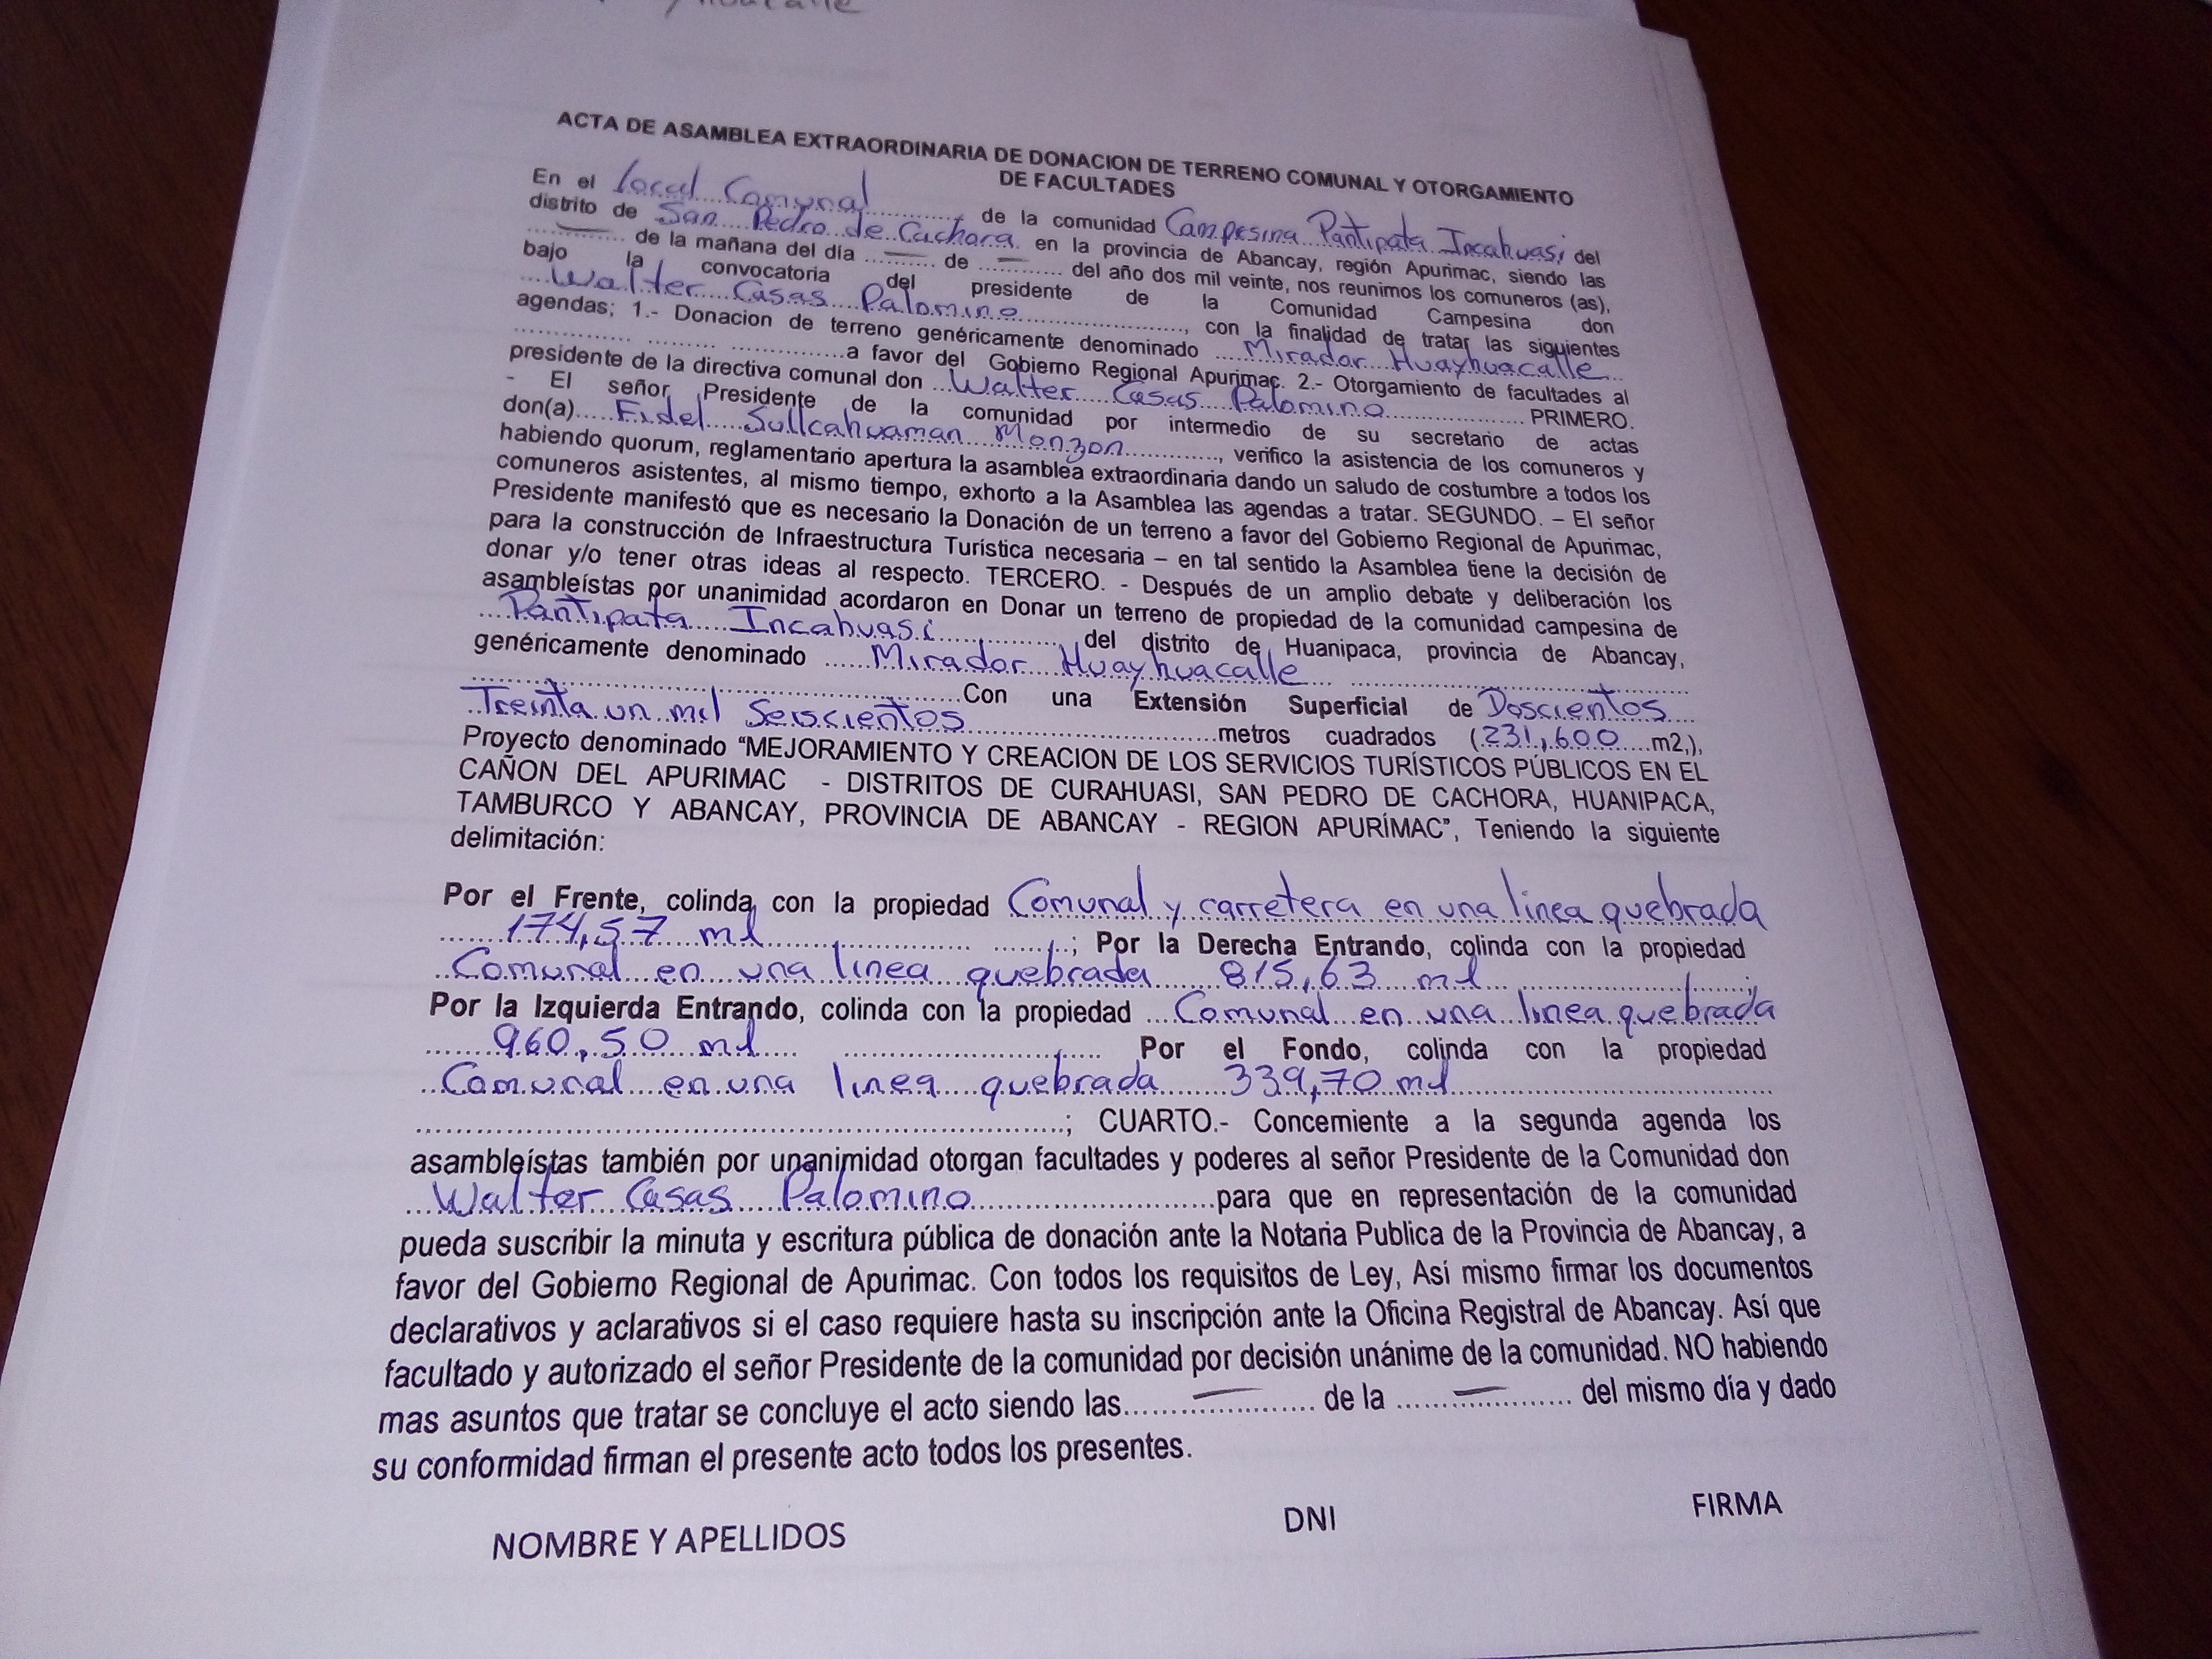 Huayhuacalle
ACTA DE ASAMBLEA EXTRAORDINARIA DE DONACION DE TERRENO COMUNAL Y OTORGAMIENTO
DE FACULTADES
En el local Comunal .............., de la comunidad Campesina Pantipata Incahuasi del
distrito de San Pedro de Cachora en la provincia de Abancay, región Apurimac, siendo las
......—...... de la mañana del día ...—... de ...—... del año dos mil veinte, nos reunimos los comuneros (as),
bajo la convocatoria del presidente de la Comunidad Campesina don
Walter Casas Palomino.............................., con la finalidad de tratar las siguientes
agendas; 1.- Donacion de terreno genéricamente denominado ...Mirador Huayhuacalle...
.................. ......... ..................a favor del Gobierno Regional Apurimac. 2.- Otorgamiento de facultades al
presidente de la directiva comunal don ...Walter Casas Palomino..................... PRIMERO.
- El señor Presidente de la comunidad por intermedio de su secretario de actas
don(a).....Fidel Sullcahuaman Monzon..............., verifico la asistencia de los comuneros y
habiendo quorum, reglamentario apertura la asamblea extraordinaria dando un saludo de costumbre a todos los
comuneros asistentes, al mismo tiempo, exhorto a la Asamblea las agendas a tratar. SEGUNDO. – El señor
Presidente manifestó que es necesario la Donación de un terreno a favor del Gobierno Regional de Apurimac,
para la construcción de Infraestructura Turística necesaria – en tal sentido la Asamblea tiene la decisión de
donar y/o tener otras ideas al respecto. TERCERO. - Después de un amplio debate y deliberación los
asambleístas por unanimidad acordaron en Donar un terreno de propiedad de la comunidad campesina de
....Pantipata Incahuasi.................... del distrito de Huanipaca, provincia de Abancay,
genéricamente denominado ......Mirador Huayhuacalle... ..............................
..................................................Con una Extensión Superficial de Doscientos....
Treinta un mil Seiscientos..............................metros cuadrados (231,600....m2,),
Proyecto denominado “MEJORAMIENTO Y CREACION DE LOS SERVICIOS TURÍSTICOS PÚBLICOS EN EL
CAÑON DEL APURIMAC - DISTRITOS DE CURAHUASI, SAN PEDRO DE CACHORA, HUANIPACA,
TAMBURCO Y ABANCAY, PROVINCIA DE ABANCAY - REGION APURÍMAC”, Teniendo la siguiente
delimitación:
Por el Frente, colinda con la propiedad Comunal y carretera en una linea quebrada
........174,57 ml.................... .........; Por la Derecha Entrando, colinda con la propiedad
..Comunal en una linea quebrada.......815,63 ml.... ....................;
Por la Izquierda Entrando, colinda con la propiedad ....Comunal en una linea quebrada
........960,50 ml..... .............................. Por el Fondo, colinda con la propiedad
..Comunal en una linea quebrada.......339,70 ml..............................
............................................................; CUARTO.- Concerniente a la segunda agenda los
asambleístas también por unanimidad otorgan facultades y poderes al señor Presidente de la Comunidad don
...Walter Casas Palomino..............................para que en representación de la comunidad
pueda suscribir la minuta y escritura pública de donación ante la Notaria Publica de la Provincia de Abancay, a
favor del Gobierno Regional de Apurimac. Con todos los requisitos de Ley, Así mismo firmar los documentos
declarativos y aclarativos si el caso requiere hasta su inscripción ante la Oficina Registral de Abancay. Así que
facultado y autorizado el señor Presidente de la comunidad por decisión unánime de la comunidad. NO habiendo
mas asuntos que tratar se concluye el acto siendo las........—........ de la ......—....... del mismo día y dado
su conformidad firman el presente acto todos los presentes.
NOMBRE Y APELLIDOS DNI FIRMA